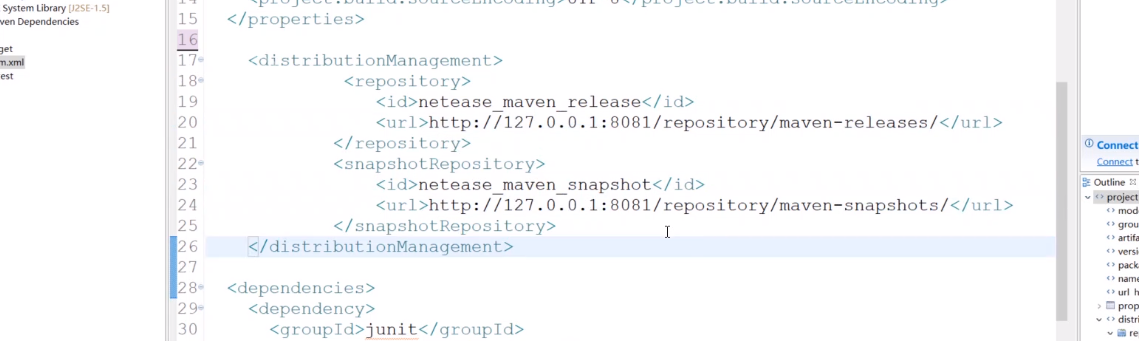 System Library [J2SE-1.5]
ven Dependencies
get
m.xml
est
14 <project.build.sourceEncoding>UTF-8</project.build.sourceEncoding>
15 </properties>
16
17 <distributionManagement>
18 <repository>
19 <id>netease_maven_release</id>
20 <url>http://127.0.0.1:8081/repository/maven-releases/</url>
21 </repository>
22 <snapshotRepository>
23 <id>netease_maven_snapshot</id>
24 <url>http://127.0.0.1:8081/repository/maven-snapshots/</url>
25 </snapshotRepository>
26 </distributionManagement>
27
28 <dependencies>
29 <dependency>
30 <groupId>junit</groupId>
Connect
Connect t
Outline
project
mod
grou
artifa
versi
pack
name
url h
prop
distri
re